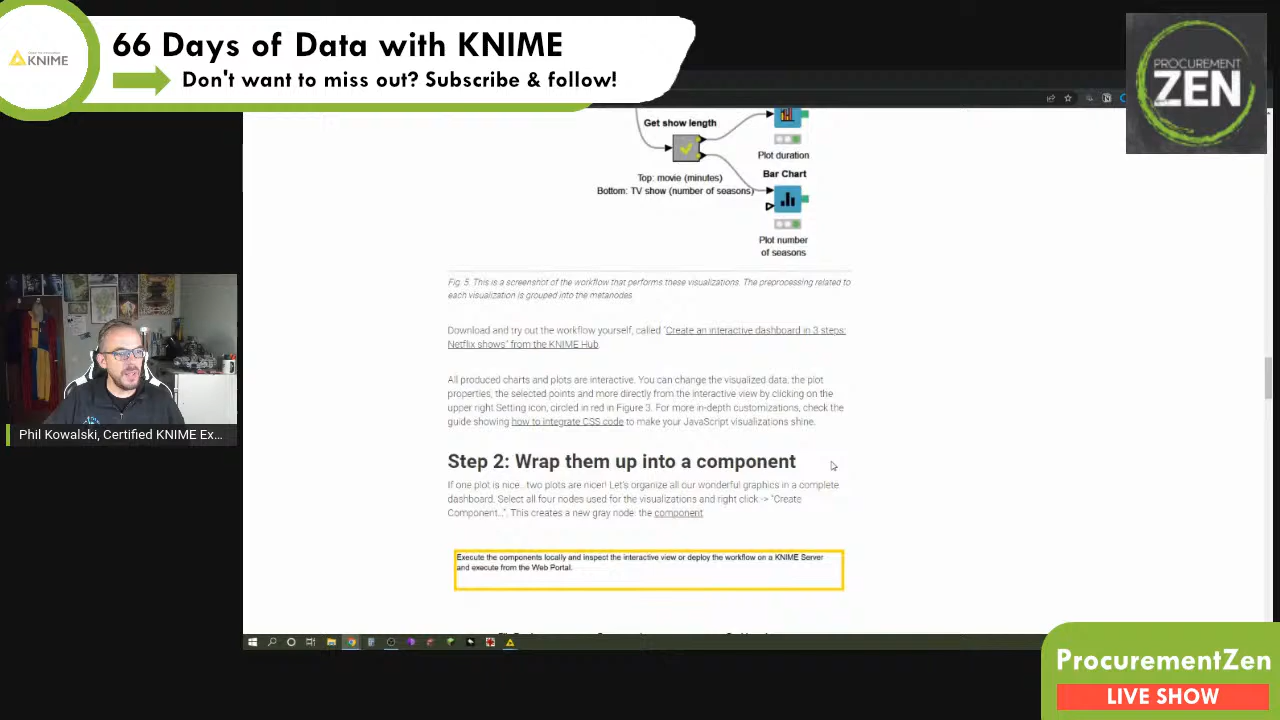 66 Days of Data with KNIME
Don't want to miss out? Subscribe & follow!
KNIME
PROCUREMENT
ZEN
Get show length
Top: movie (minutes)
Bottom: TV show (number of seasons)
Plot duration
Bar Chart
Plot number
of seasons
Fig. 5. This is a screenshot of the workflow that performs these visualizations. The preprocessing related to
each visualization is grouped into the metanodes.
Download and try out the workflow yourself, called "Create an interactive dashboard in 3 steps:
Netflix shows" from the KNIME Hub.
All produced charts and plots are interactive. You can change the visualized data, the plot
properties, the selected points and more directly from the interactive view by clicking on the
upper right Setting icon, circled in red in Figure 3. For more in-depth customizations, check the
guide showing how to integrate CSS code to make your JavaScript visualizations shine.
Step 2: Wrap them up into a component
If one plot is nice...two plots are nicer! Let's organize all our wonderful graphics in a complete
dashboard. Select all four nodes used for the visualizations and right click -> "Create
Component...". This creates a new gray node: the component
Execute the components locally and inspect the interactive view or deploy the workflow on a KNIME Server
and execute from the Web Portal.
Phil Kowalski, Certified KNIME Ex...
ProcurementZen
LIVE SHOW